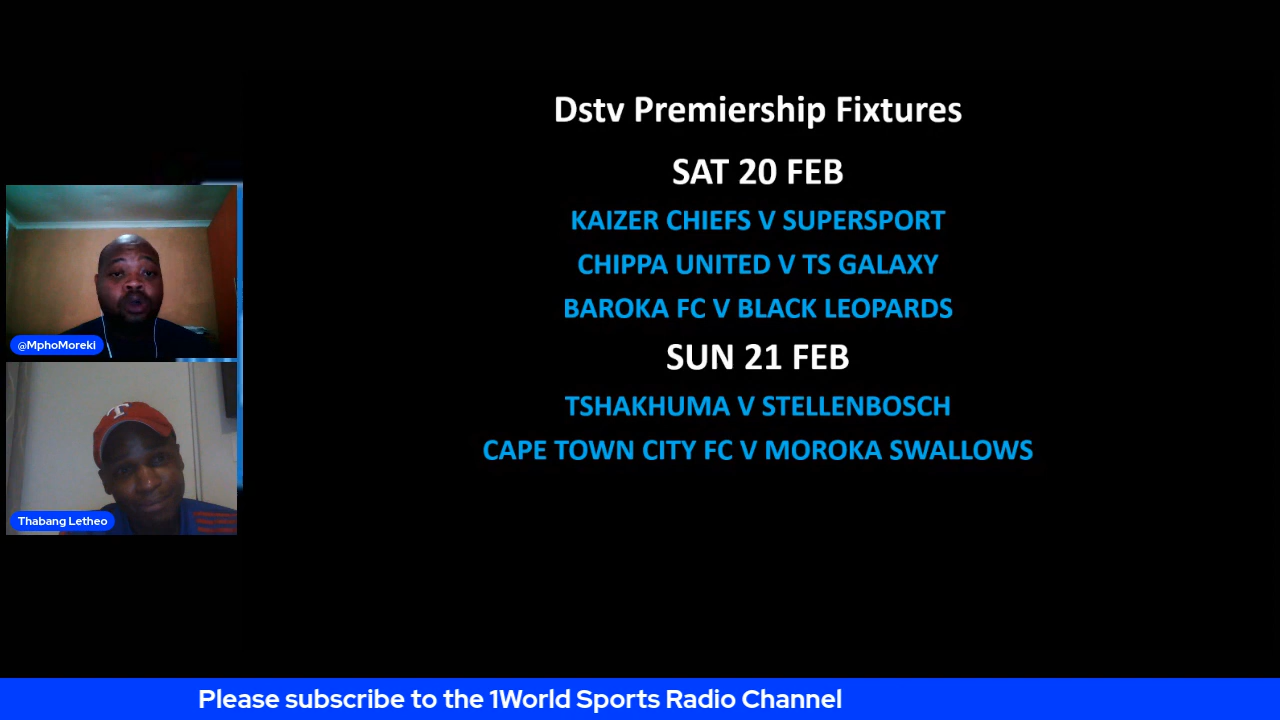 Dstv Premiership Fixtures
SAT 20 FEB
KAIZER CHIEFS V SUPERSPORT
CHIPPA UNITED V TS GALAXY
BAROKA FC V BLACK LEOPARDS
SUN 21 FEB
TSHAKHUMA V STELLENBOSCH
CAPE TOWN CITY FC V MOROKA SWALLOWS
@MphoMoreki
T
Thabang Letheo
Please subscribe to the 1World Sports Radio Channel